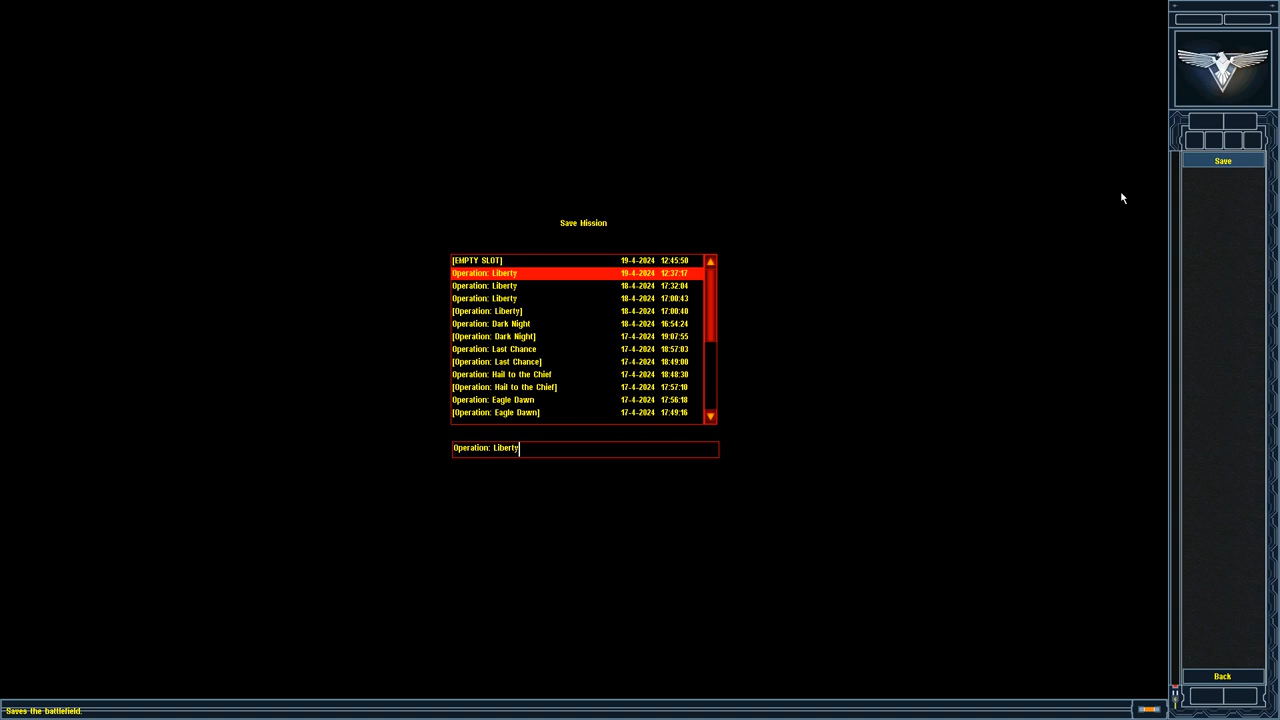 Save
Save Mission
[EMPTY SLOT] 19-4-2024 12:45:50
Operation: Liberty 19-4-2024 12:37:17
Operation: Liberty 18-4-2024 17:32:04
Operation: Liberty 18-4-2024 17:00:43
[Operation: Liberty] 18-4-2024 17:00:40
Operation: Dark Night 18-4-2024 16:54:24
[Operation: Dark Night] 17-4-2024 19:07:55
Operation: Last Chance 17-4-2024 18:57:03
[Operation: Last Chance] 17-4-2024 18:49:00
Operation: Hail to the Chief 17-4-2024 18:48:30
[Operation: Hail to the Chief] 17-4-2024 17:57:10
Operation: Eagle Dawn 17-4-2024 17:56:18
[Operation: Eagle Dawn] 17-4-2024 17:49:16
Operation: Liberty
Back
Saves the battlefield.